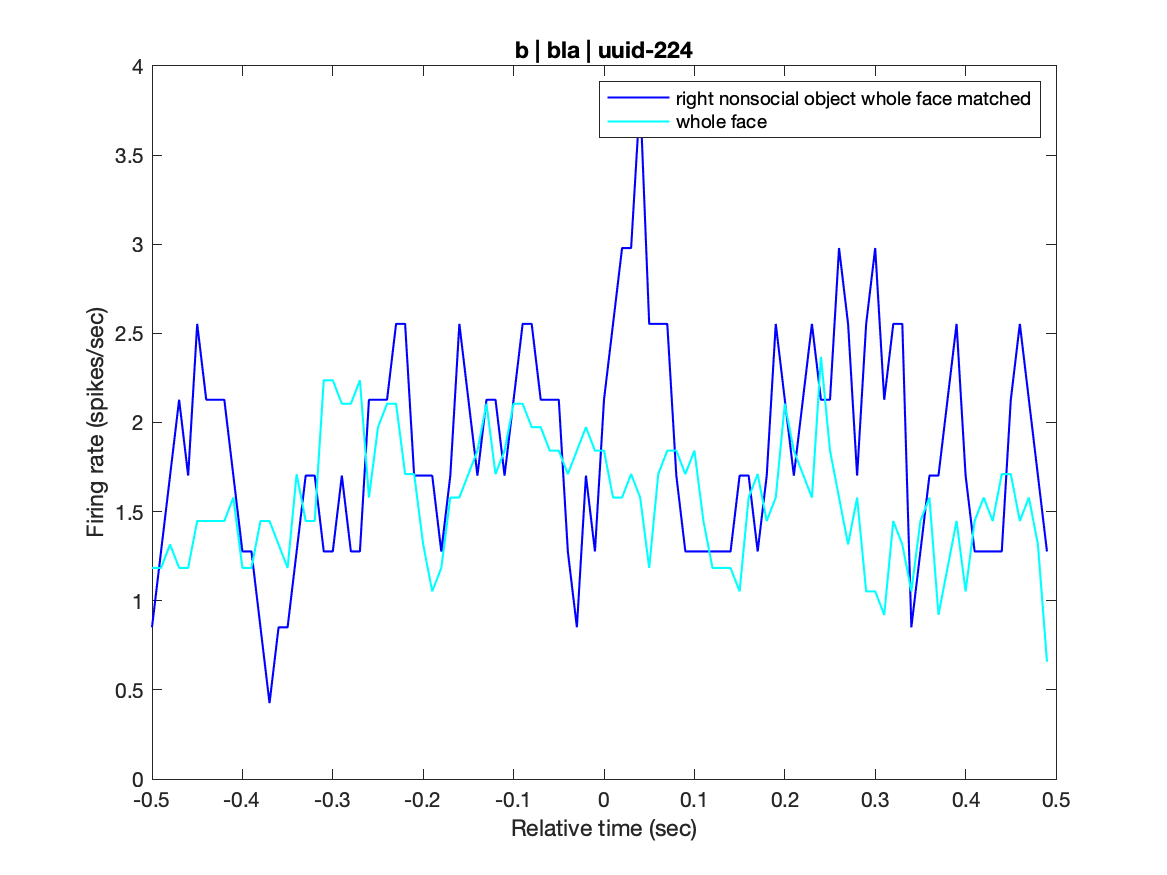 b | bla | uuid-224
right nonsocial object whole face matched
whole face
Firing rate (spikes/sec)
4
3.5
3
2.5
2
1.5
1
0.5
0
-0.5 -0.4 -0.3 -0.2 -0.1 0 0.1 0.2 0.3 0.4 0.5
Relative time (sec)